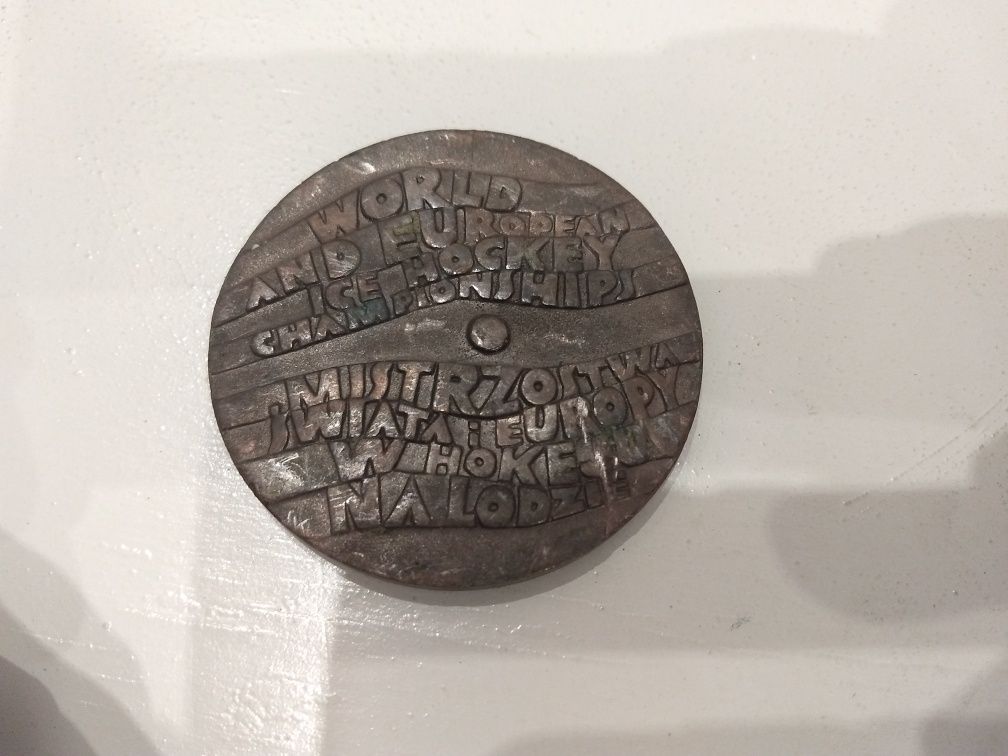 WORLD
AND EUROPEAN
ICE HOCKEY
CHAMPIONSHIPS
MISTRZOSTWA
ŚWIATA i EUROPY
W HOKEJU
NA LODZIE